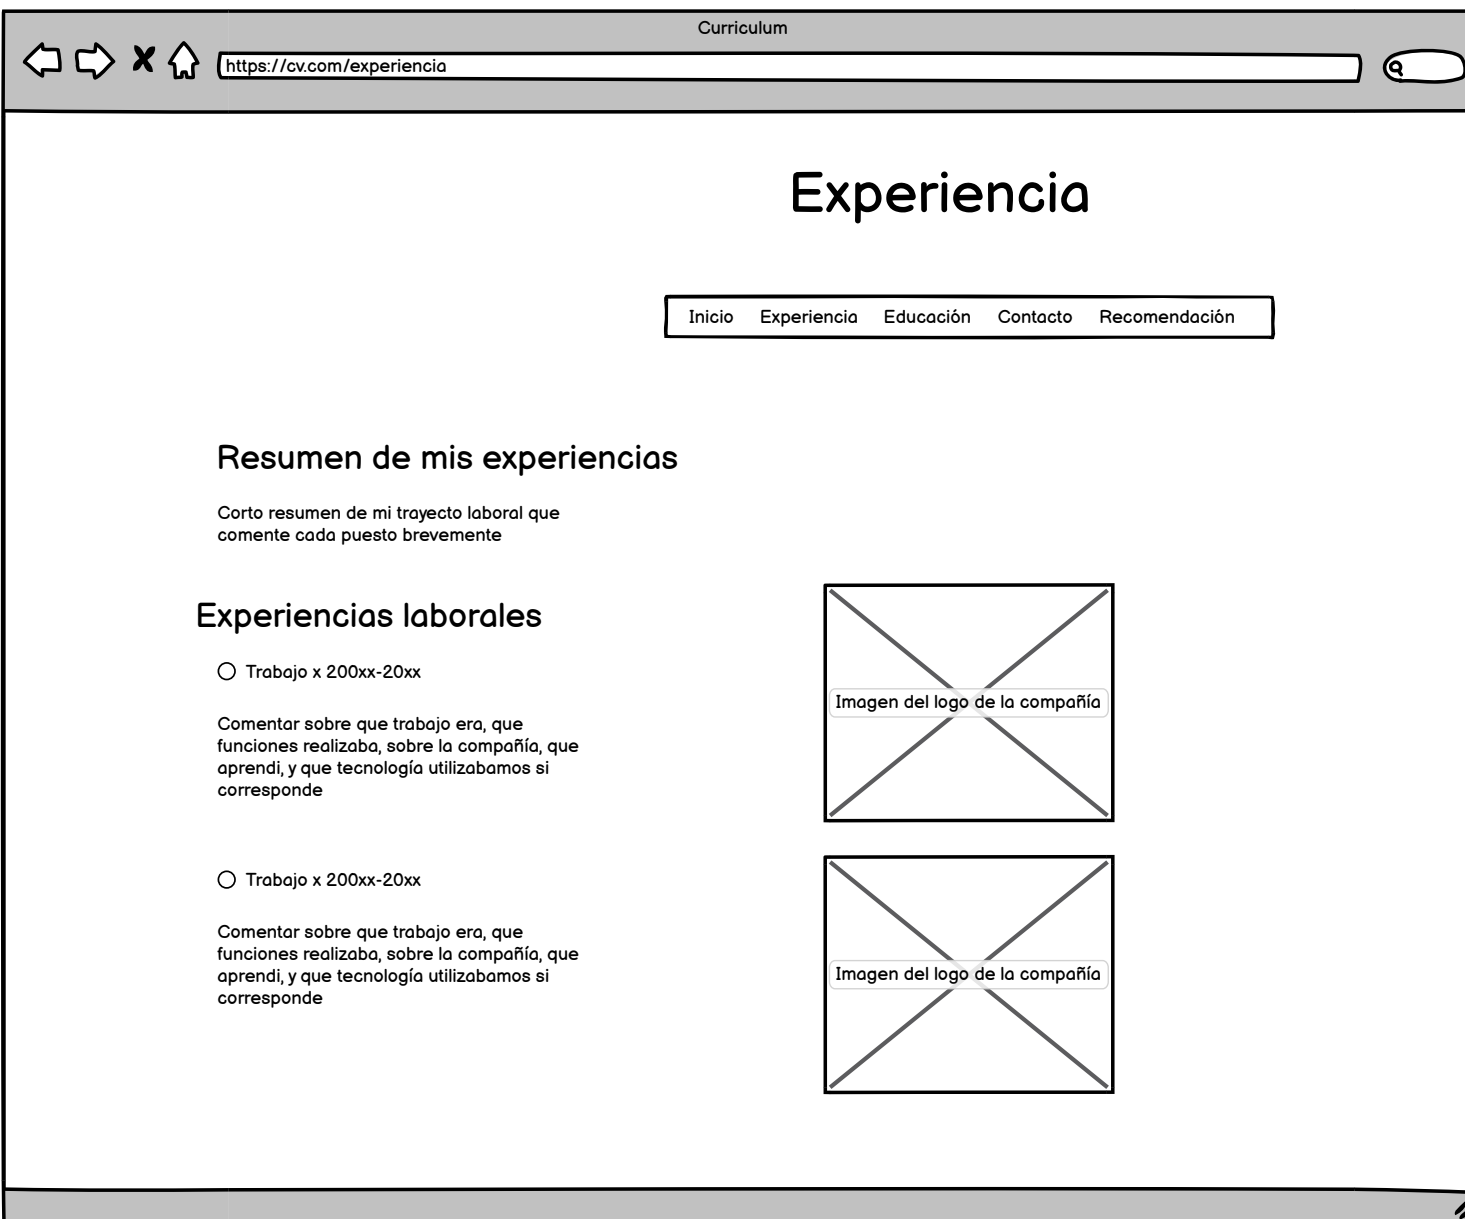 Curriculum
https://cv.com/experiencia
Experiencia
Inicio Experiencia Educación Contacto Recomendación
Resumen de mis experiencias
Corto resumen de mi trayecto laboral que
comente cada puesto brevemente
Experiencias laborales
Trabajo x 200xx-20xx
Comentar sobre que trabajo era, que
funciones realizaba, sobre la compañía, que
aprendi, y que tecnología utilizabamos si
corresponde
Imagen del logo de la compañía
Trabajo x 200xx-20xx
Comentar sobre que trabajo era, que
funciones realizaba, sobre la compañía, que
aprendi, y que tecnología utilizabamos si
corresponde
Imagen del logo de la compañía